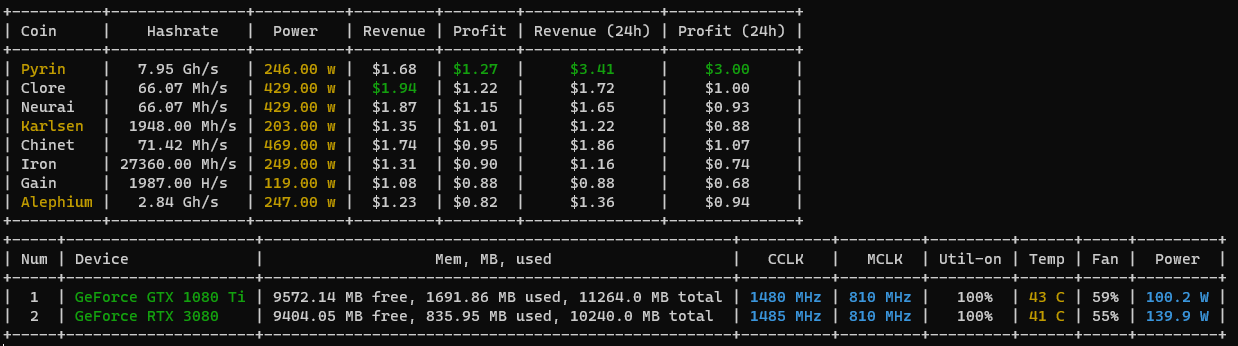 +----------+---------------+----------+---------+--------+---------------+--------------+
| Coin     |    Hashrate   |  Power   | Revenue | Profit | Revenue (24h) | Profit (24h) |
+----------+---------------+----------+---------+--------+---------------+--------------+
| Pyrin    |   7.95 Gh/s   | 246.00 w |  $1.68  | $1.27  |     $3.41     |    $3.00     |
| Clore    |   66.07 Mh/s  | 429.00 w |  $1.94  | $1.22  |     $1.72     |    $1.00     |
| Neurai   |   66.07 Mh/s  | 429.00 w |  $1.87  | $1.15  |     $1.65     |    $0.93     |
| Karlsen  |  1948.00 Mh/s | 203.00 w |  $1.35  | $1.01  |     $1.22     |    $0.88     |
| Chinet   |   71.42 Mh/s  | 469.00 w |  $1.74  | $0.95  |     $1.86     |    $1.07     |
| Iron     | 27360.00 Mh/s | 249.00 w |  $1.31  | $0.90  |     $1.16     |    $0.74     |
| Gain     |  1987.00 H/s  | 119.00 w |  $1.08  | $0.88  |     $0.88     |    $0.68     |
| Alephium |   2.84 Gh/s   | 247.00 w |  $1.23  | $0.82  |     $1.36     |    $0.94     |
+----------+---------------+----------+---------+--------+---------------+--------------+
+-----+---------------------+----------------------------------------------------+----------+---------+---------+------+-----+---------+
| Num | Device              |                   Mem, MB, used                    |   CCLK   |   MCLK  | Util-on | Temp | Fan |  Power  |
+-----+---------------------+----------------------------------------------------+----------+---------+---------+------+-----+---------+
|  1  | GeForce GTX 1080 Ti | 9572.14 MB free, 1691.86 MB used, 11264.0 MB total | 1480 MHz | 810 MHz |   100%  | 43 C | 59% | 100.2 W |
|  2  | GeForce RTX 3080    | 9404.05 MB free, 835.95 MB used, 10240.0 MB total  | 1485 MHz | 810 MHz |   100%  | 41 C | 55% | 139.9 W |
+-----+---------------------+----------------------------------------------------+----------+---------+---------+------+-----+---------+